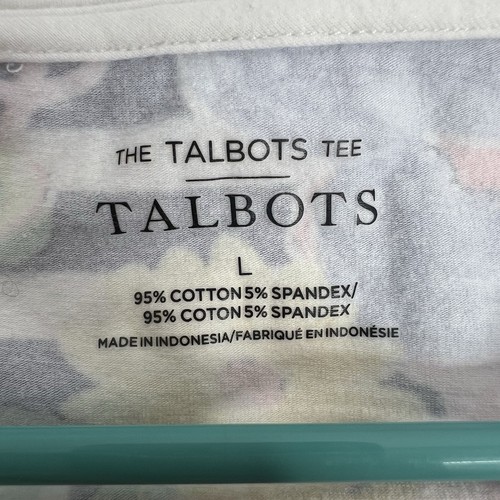 THE TALBOTS TEE
TALBOTS
L
95% COTTON 5% SPANDEX/
95% COTON 5% SPANDEX
MADE IN INDONESIA/FABRIQUÉ EN INDONÉSIE